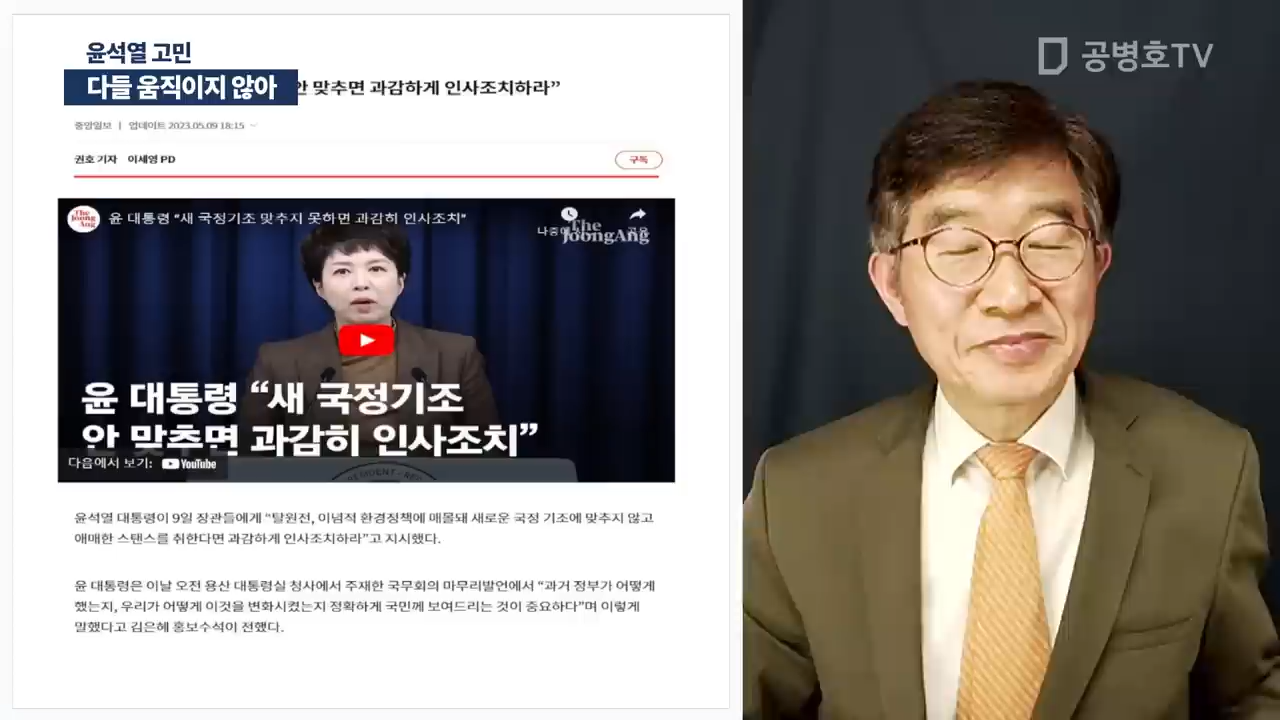 윤석열 고민
다들 움직이지 않아
안 맞추면 과감하게 인사조치하라”
중앙일보 | 업데이트 2023.05.09 18:15
권호 기자 이세영 PD
구독
The JoongAng
윤 대통령 “새 국정기조 맞추지 못하면 과감히 인사조치”
The JoongAng
윤 대통령 “새 국정기조
안 맞추면 과감히 인사조치”
다음에서 보기: YouTube
윤석열 대통령이 9일 장관들에게 “탈원전, 이념적 환경정책에 매몰돼 새로운 국정 기조에 맞추지 않고
애매한 스탠스를 취한다면 과감하게 인사조치하라”고 지시했다.
윤 대통령은 이날 오전 용산 대통령실 청사에서 주재한 국무회의 마무리발언에서 “과거 정부가 어떻게
했는지, 우리가 어떻게 이것을 변화시켰는지 정확하게 국민께 보여드리는 것이 중요하다”며 이렇게
말했다고 김은혜 홍보수석이 전했다.
공병호TV